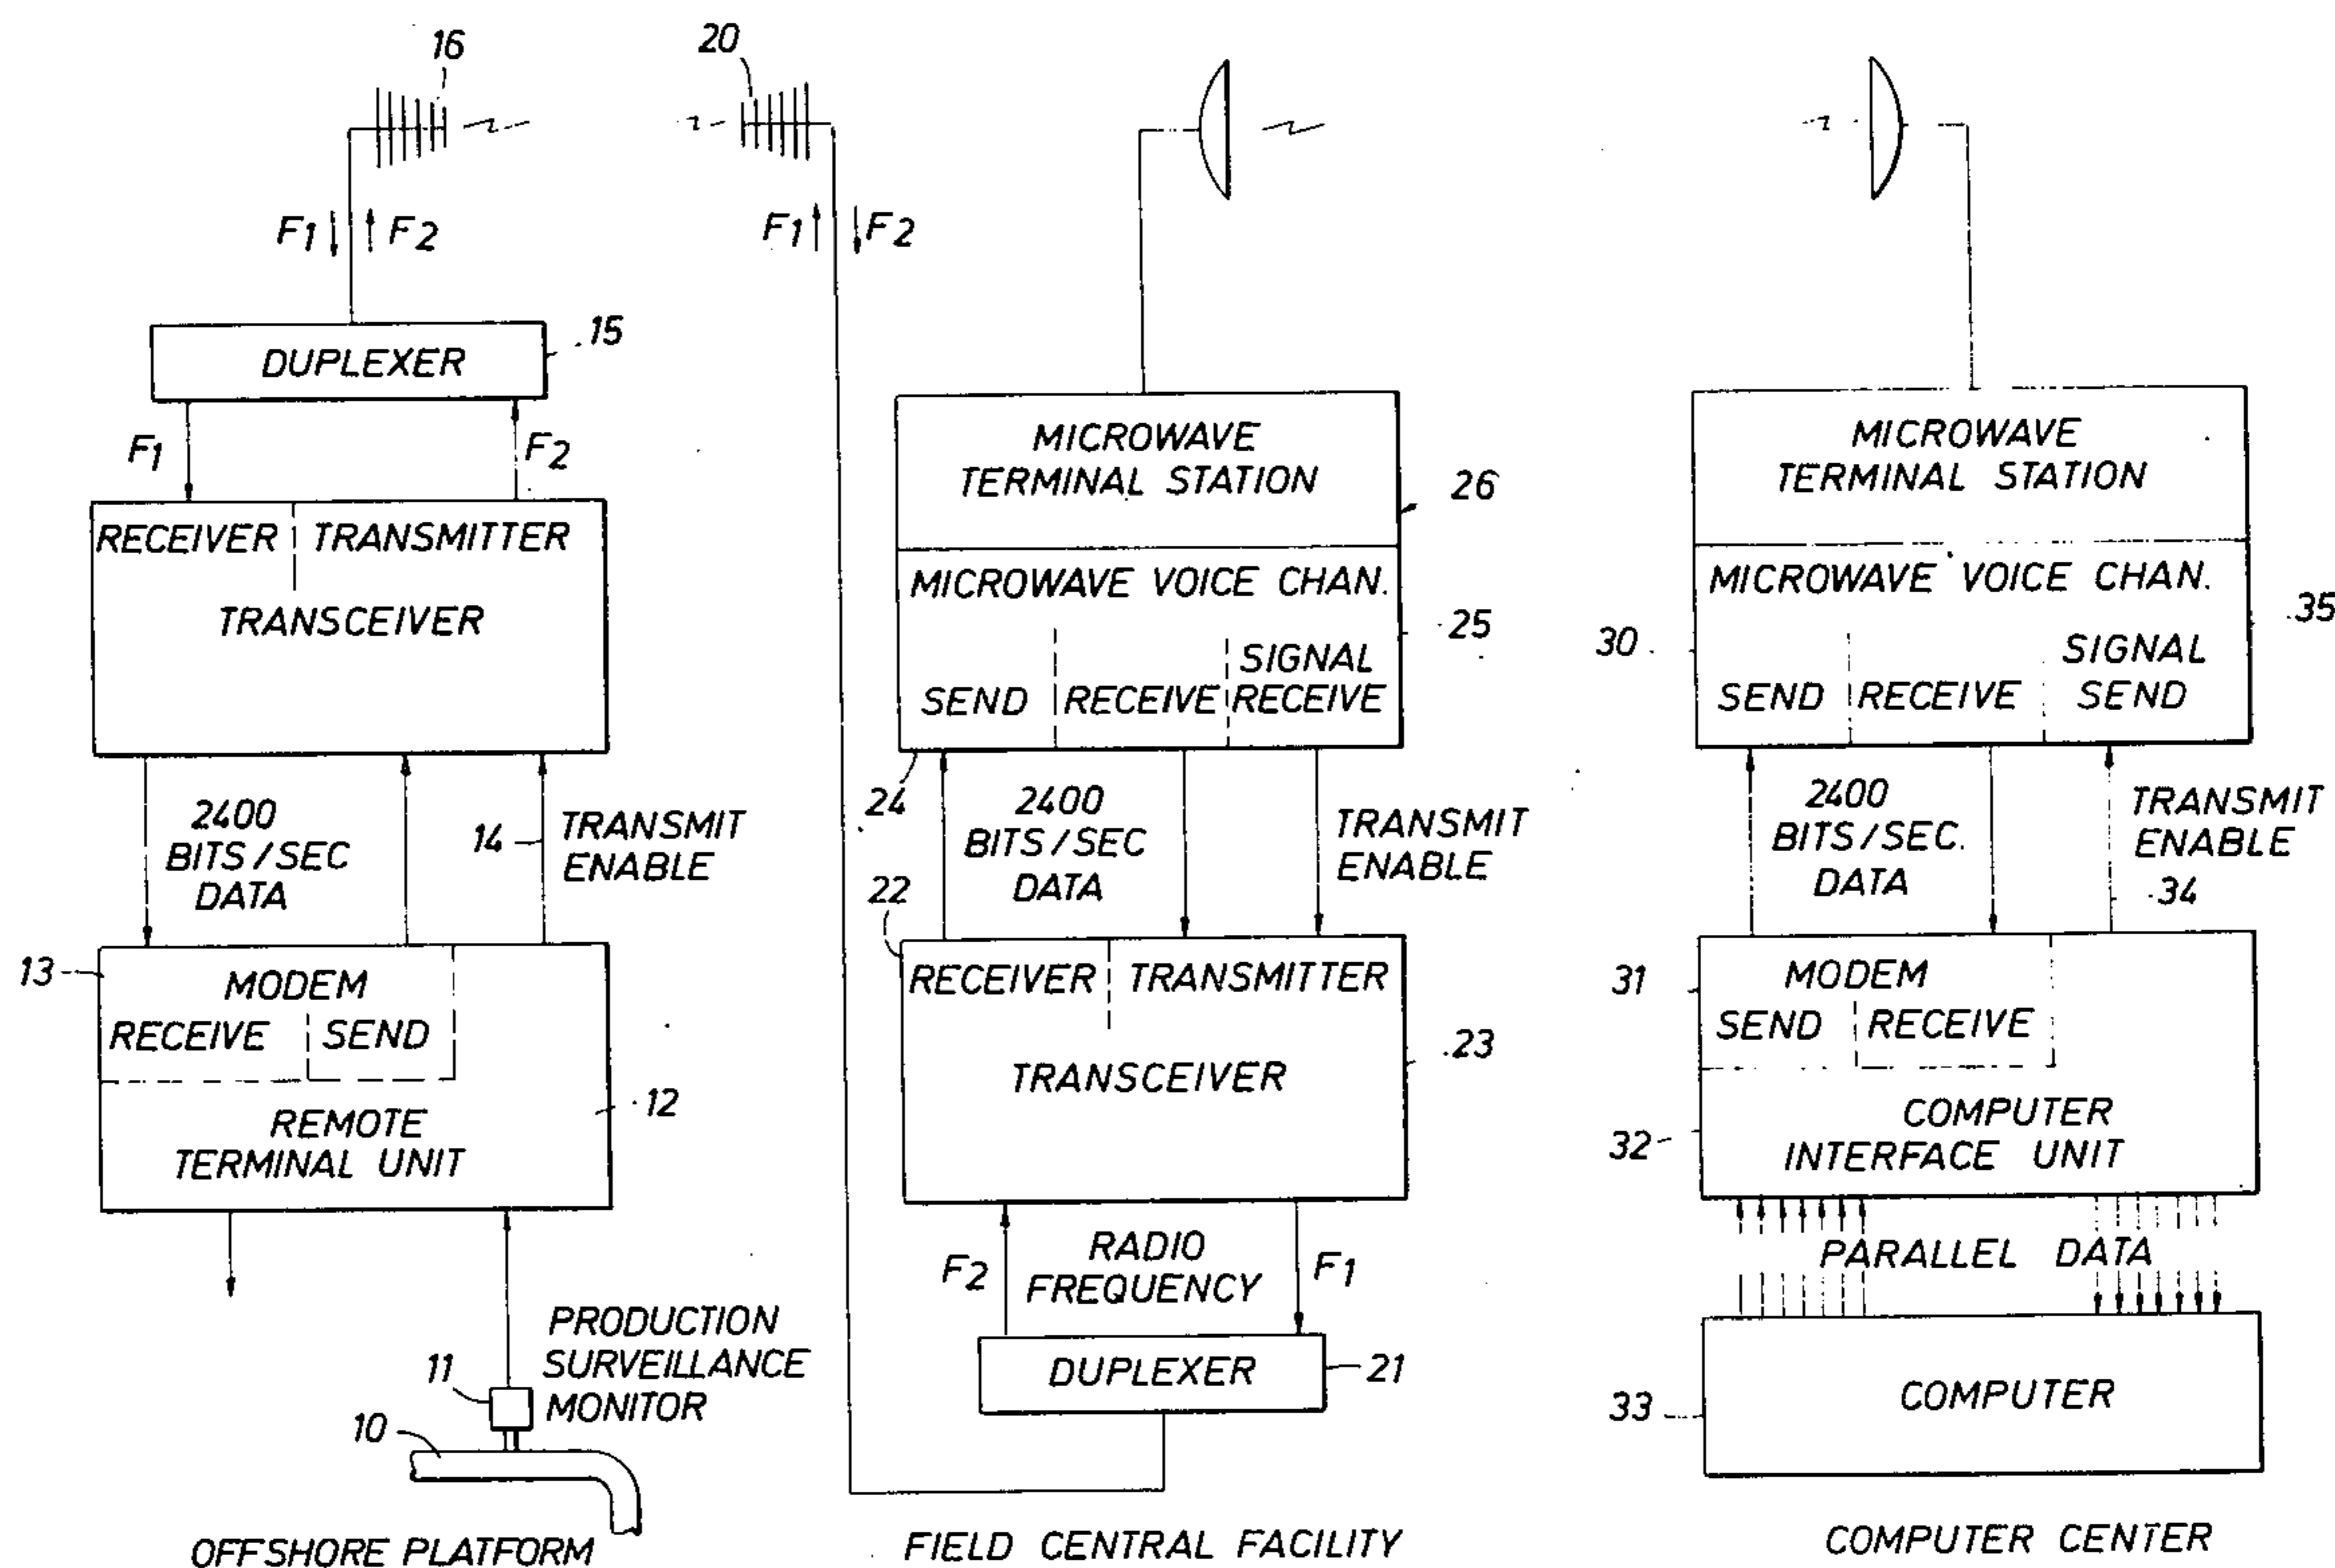 16
F1
F2
DUPLEXER
15
F1
F2
RECEIVER
TRANSMITTER
TRANSCEIVER
2400
BITS/SEC
DATA
14
TRANSMIT
ENABLE
13
MODEM
RECEIVE
SEND
REMOTE
TERMINAL UNIT
12
PRODUCTION
SURVEILLANCE
MONITOR
11
10
OFFSHORE PLATFORM
20
F1
F2
MICROWAVE
TERMINAL STATION
26
MICROWAVE VOICE CHAN.
25
SEND
RECEIVE
SIGNAL
RECEIVE
24
2400
BITS/SEC
DATA
TRANSMIT
ENABLE
22
RECEIVER
TRANSMITTER
TRANSCEIVER
23
F2
RADIO
FREQUENCY
F1
DUPLEXER
21
FIELD CENTRAL FACILITY
MICROWAVE
TERMINAL STATION
MICROWAVE VOICE CHAN.
35
30
SEND
RECEIVE
SIGNAL
SEND
2400
BITS/SEC.
DATA
TRANSMIT
ENABLE
34
31
MODEM
SEND
RECEIVE
COMPUTER
INTERFACE UNIT
32
PARALLEL DATA
COMPUTER
33
COMPUTER CENTER